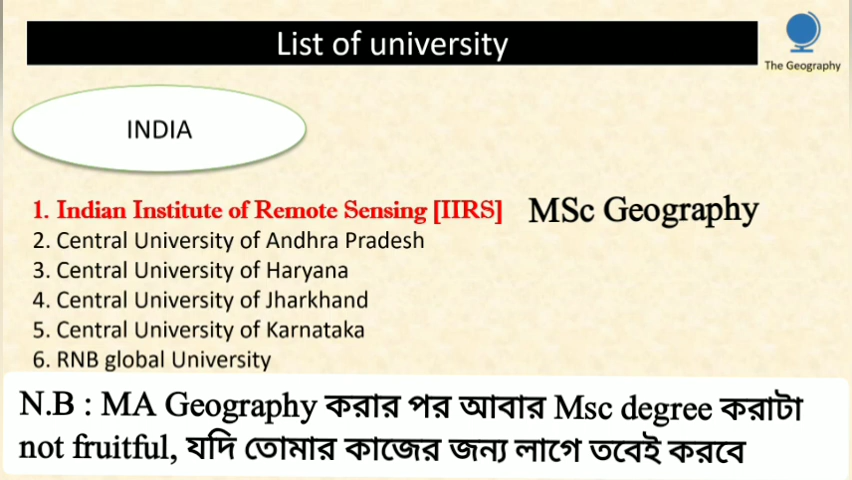 List of university
The Geography
INDIA
1. Indian Institute of Remote Sensing [IIRS] MSc Geography
2. Central University of Andhra Pradesh
3. Central University of Haryana
4. Central University of Jharkhand
5. Central University of Karnataka
6. RNB global University
N.B : MA Geography করার পর আবার Msc degree করাটা
not fruitful, যদি তোমার কাজের জন্য লাগে তবেই করবে